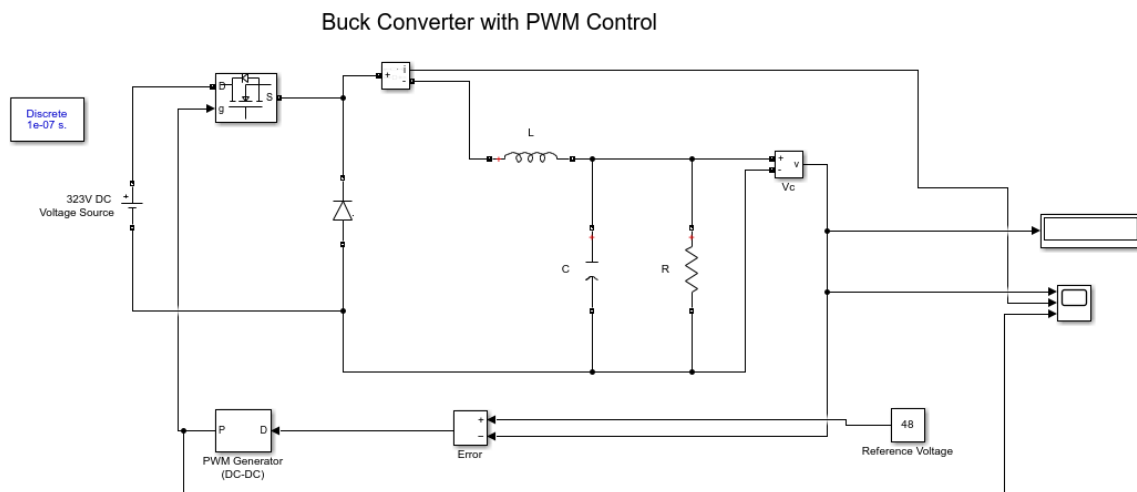 Buck Converter with PWM Control
Discrete
1e-07 s.
D
g
S
+
i
-
L
323V DC
Voltage Source
+
+
-
v
Vc
C
R
P
D
PWM Generator
(DC-DC)
+
−
Error
48
Reference Voltage